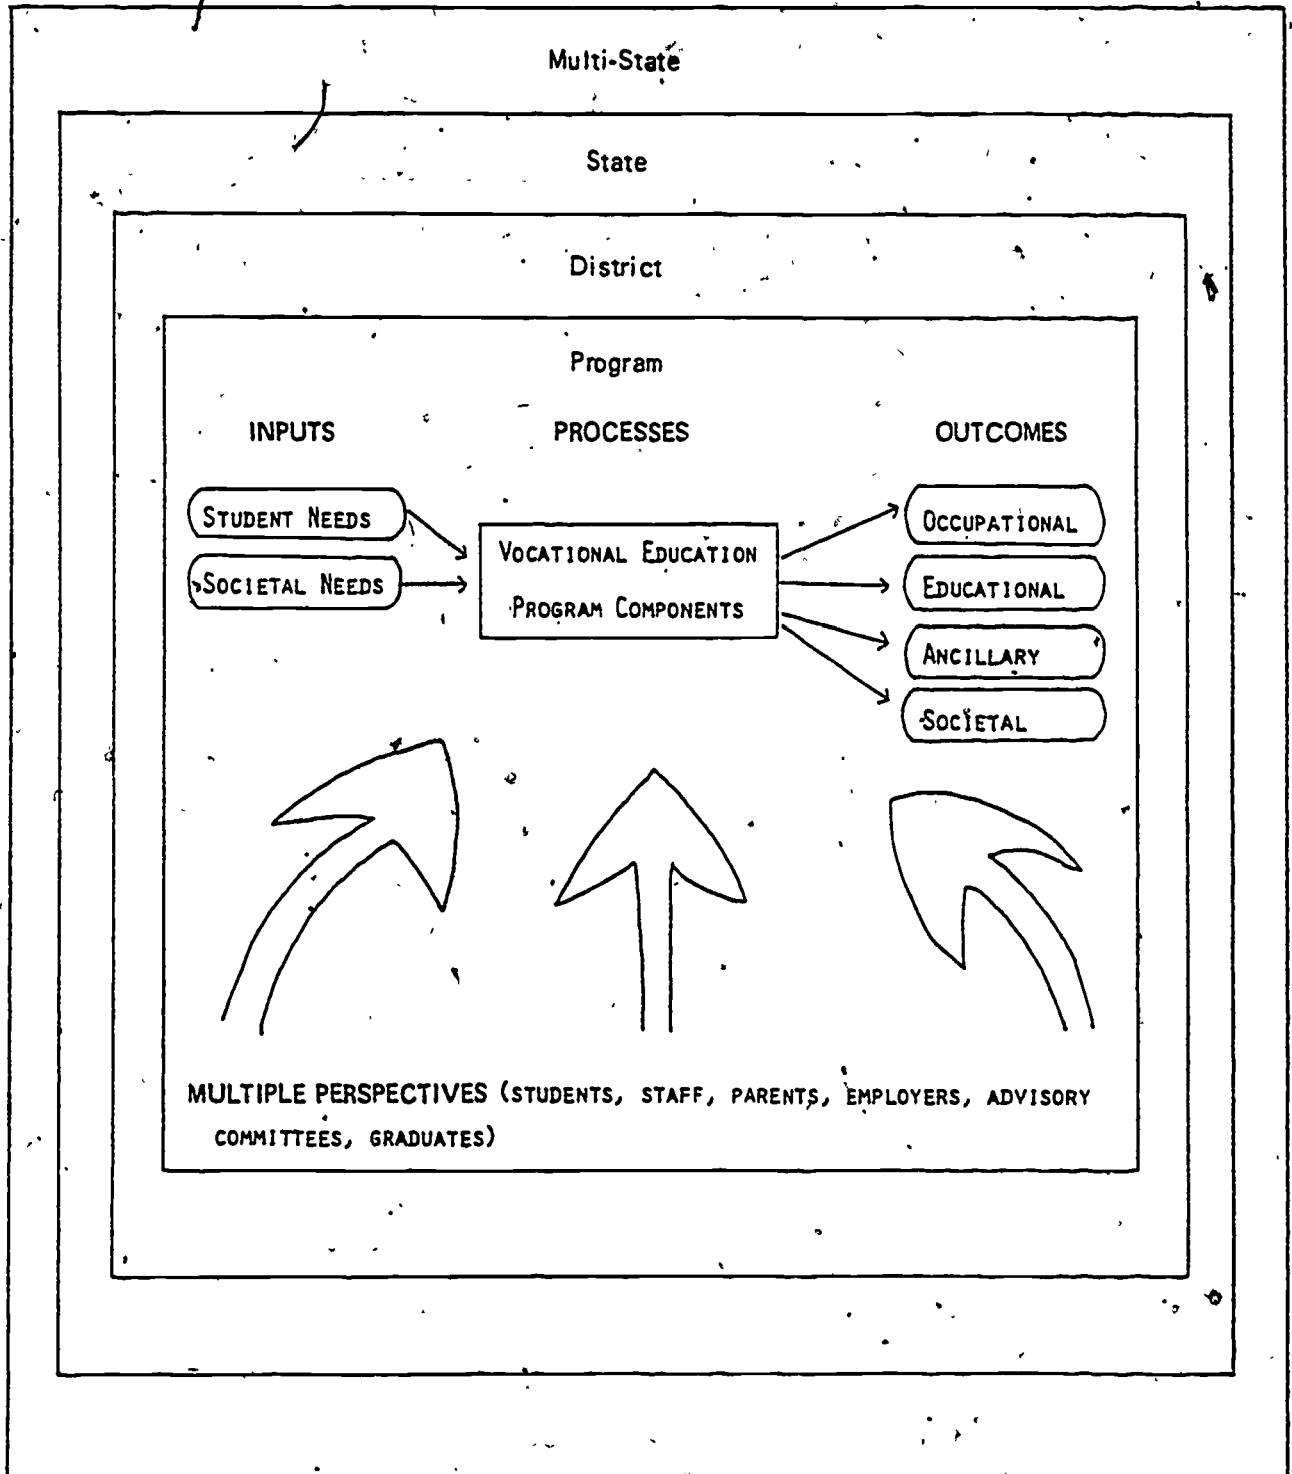 Multi-State
State
District
Program
INPUTS PROCESSES OUTCOMES
STUDENT NEEDS
SOCIETAL NEEDS
VOCATIONAL EDUCATION
PROGRAM COMPONENTS
OCCUPATIONAL
EDUCATIONAL
ANCILLARY
SOCIETAL
MULTIPLE PERSPECTIVES (STUDENTS, STAFF, PARENTS, EMPLOYERS, ADVISORY
COMMITTEES, GRADUATES)